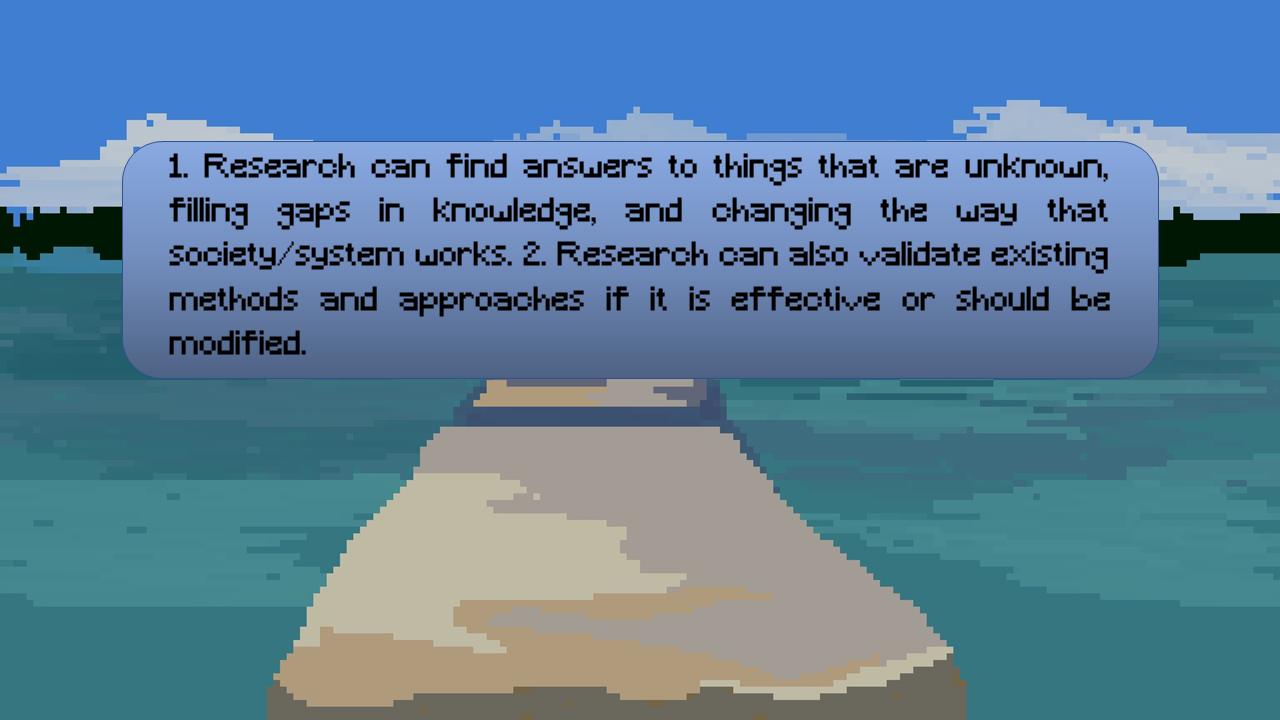 1. Research can find answers to things that are unknown,
filling gaps in knowledge, and changing the way that
society/system works. 2. Research can also validate existing
methods and approaches if it is effective or should be
modified.